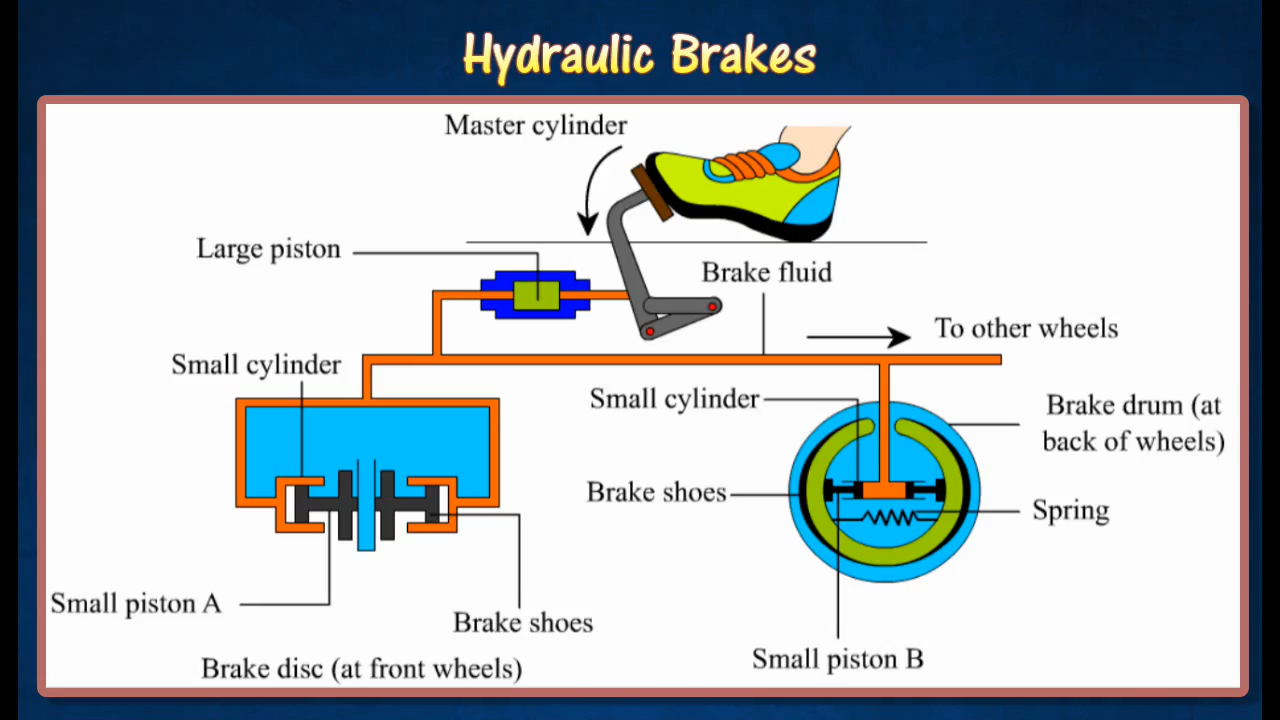 Hydraulic Brakes
Master cylinder
Large piston
Brake fluid
To other wheels
Small cylinder
Small cylinder
Brake drum (at
back of wheels)
Brake shoes
Spring
Small piston A
Brake shoes
Small piston B
Brake disc (at front wheels)